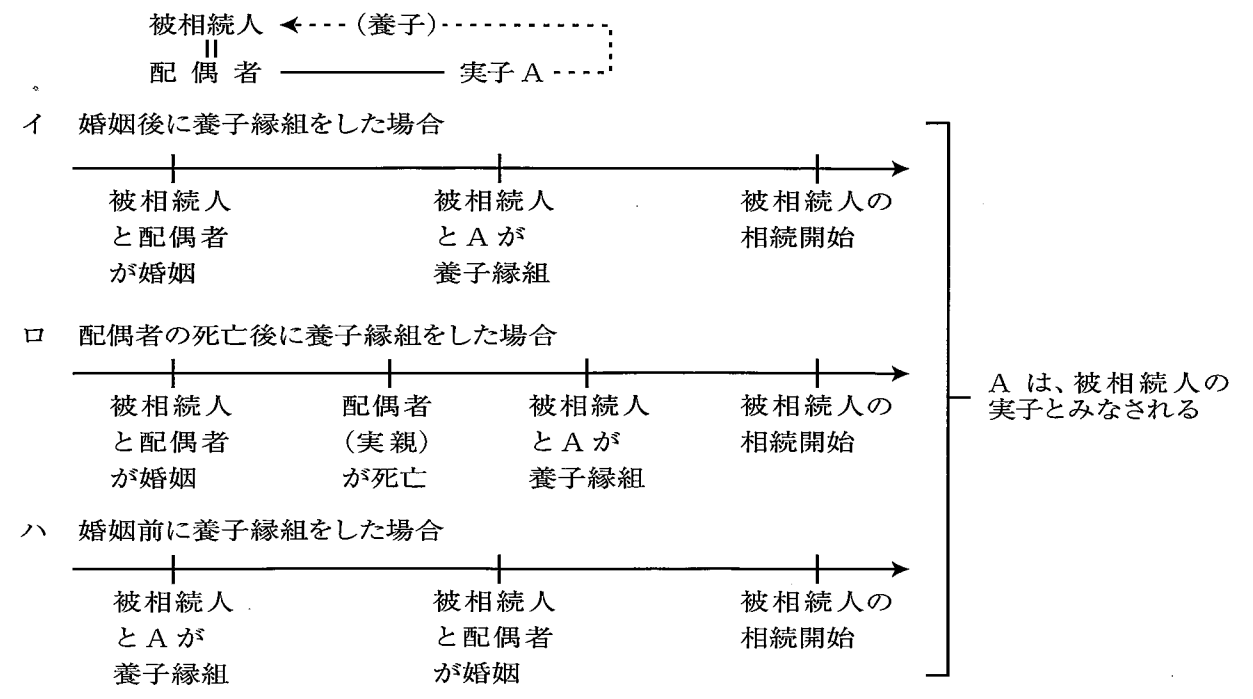 被相続人 (養子)
配偶者 実子A
イ 婚姻後に養子縁組をした場合
被相続人
と配偶者
が婚姻
被相続人
とAが
養子縁組
被相続人の
相続開始
ロ 配偶者の死亡後に養子縁組をした場合
被相続人
と配偶者
が婚姻
配偶者
(実親)
が死亡
被相続人
とAが
養子縁組
被相続人の
相続開始
A は、被相続人の
実子とみなされる
ハ 婚姻前に養子縁組をした場合
被相続人
とAが
養子縁組
被相続人
と配偶者
が婚姻
被相続人の
相続開始